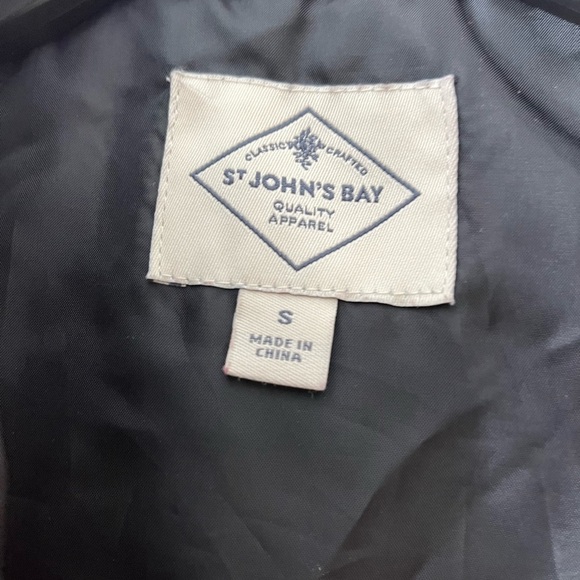 CLASSIC CRAFTED
ST JOHN'S BAY
QUALITY
APPAREL
S
MADE IN
CHINA